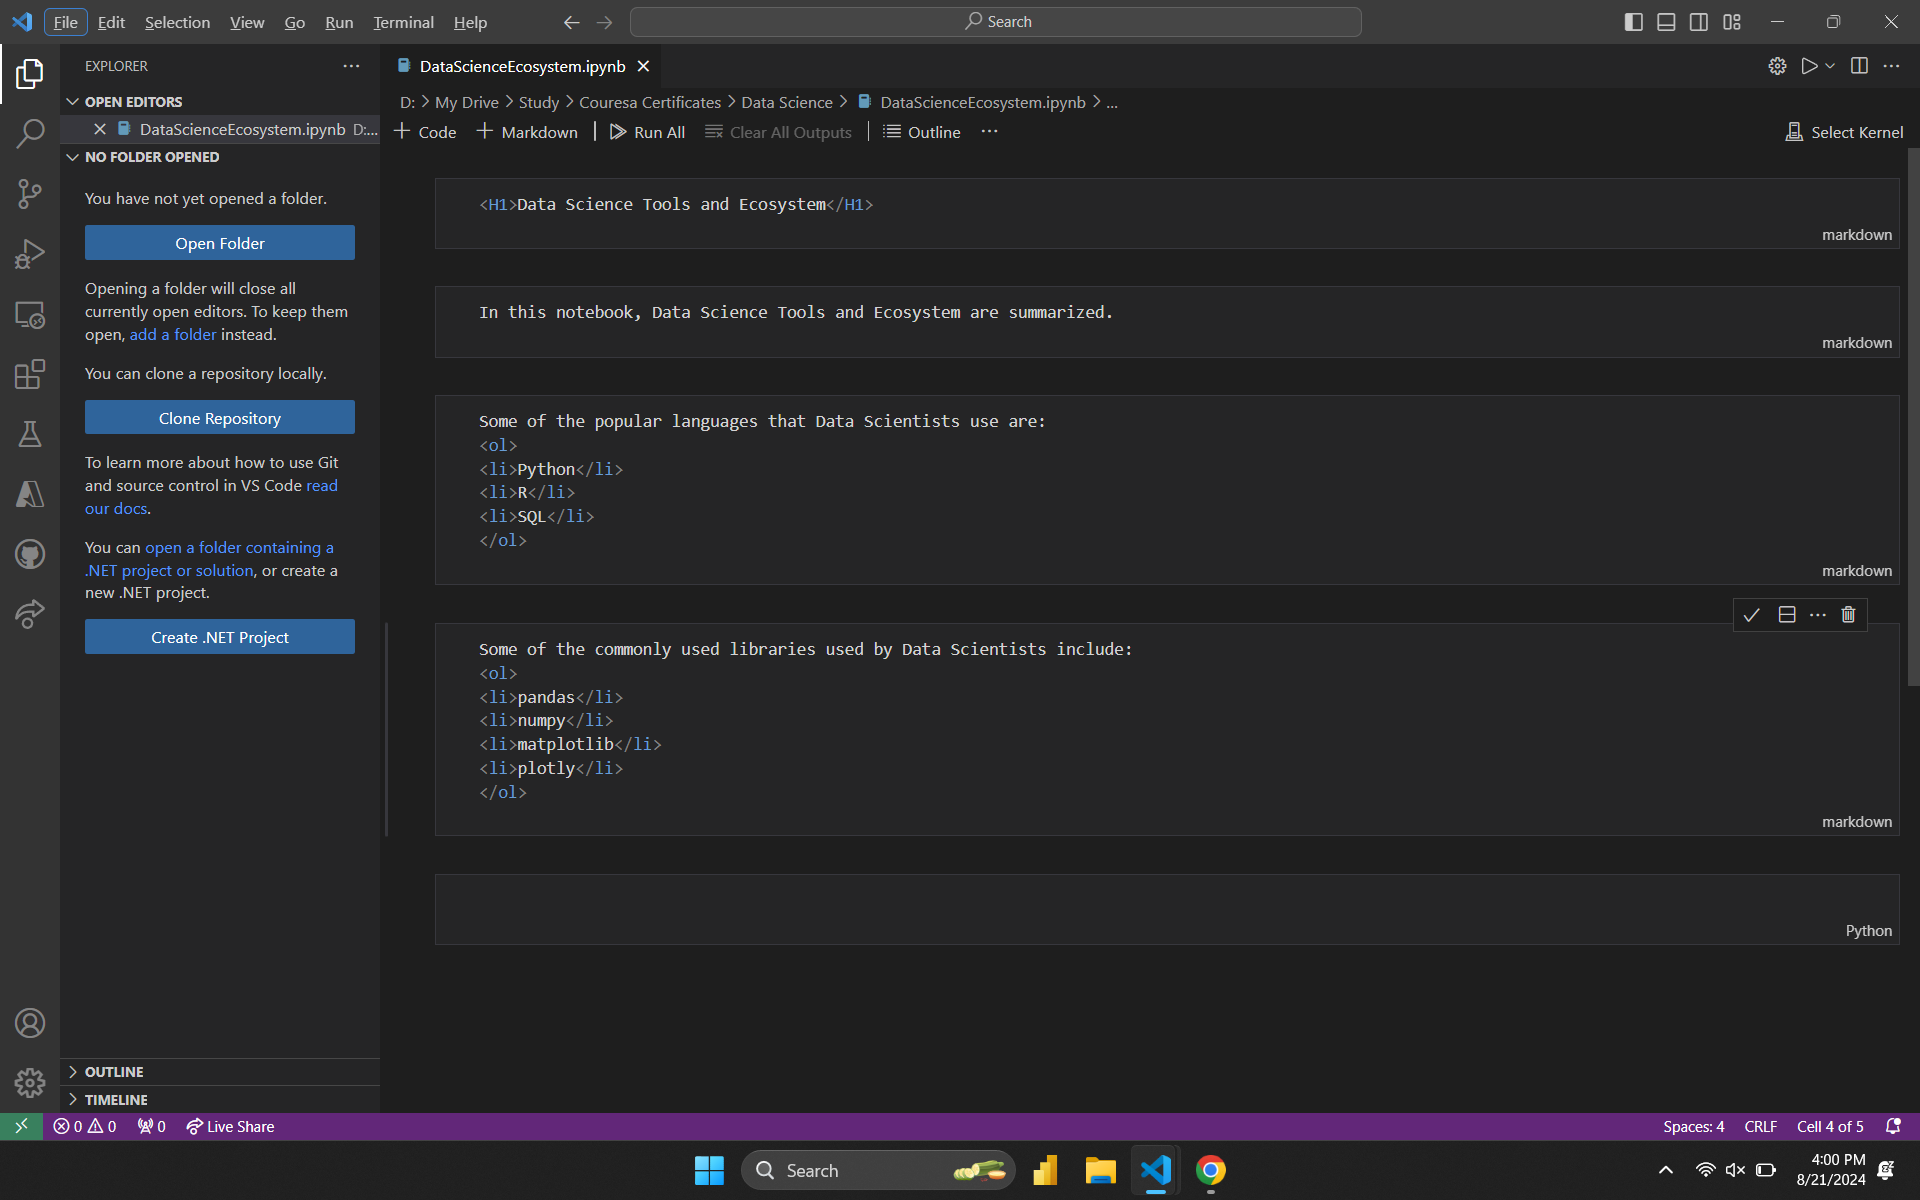 File Edit Selection View Go Run Terminal Help
Search
EXPLORER
OPEN EDITORS
DataScienceEcosystem.ipynb D:...
NO FOLDER OPENED
You have not yet opened a folder.
Open Folder
Opening a folder will close all
currently open editors. To keep them
open, add a folder instead.
You can clone a repository locally.
Clone Repository
To learn more about how to use Git
and source control in VS Code read
our docs.
You can open a folder containing a
.NET project or solution, or create a
new .NET project.
Create .NET Project
OUTLINE
TIMELINE
DataScienceEcosystem.ipynb
D: > My Drive > Study > Couresa Certificates > Data Science > DataScienceEcosystem.ipynb > ...
+ Code + Markdown | Run All Clear All Outputs | Outline ... Select Kernel
<H1>Data Science Tools and Ecosystem</H1>
markdown
In this notebook, Data Science Tools and Ecosystem are summarized.
markdown
Some of the popular languages that Data Scientists use are:
<ol>
<li>Python</li>
<li>R</li>
<li>SQL</li>
</ol>
markdown
Some of the commonly used libraries used by Data Scientists include:
<ol>
<li>pandas</li>
<li>numpy</li>
<li>matplotlib</li>
<li>plotly</li>
</ol>
markdown
Python
0 0 0 Live Share Spaces: 4 CRLF Cell 4 of 5
Search
4:00 PM
8/21/2024